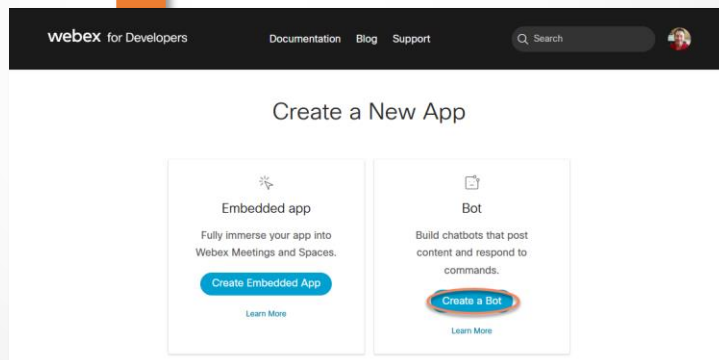 webex for Developers Documentation Blog Support Search
Create a New App
Embedded app
Fully immerse your app into
Webex Meetings and Spaces.
Create Embedded App
Learn More
Bot
Build chatbots that post
content and respond to
commands.
Create a Bot
Learn More